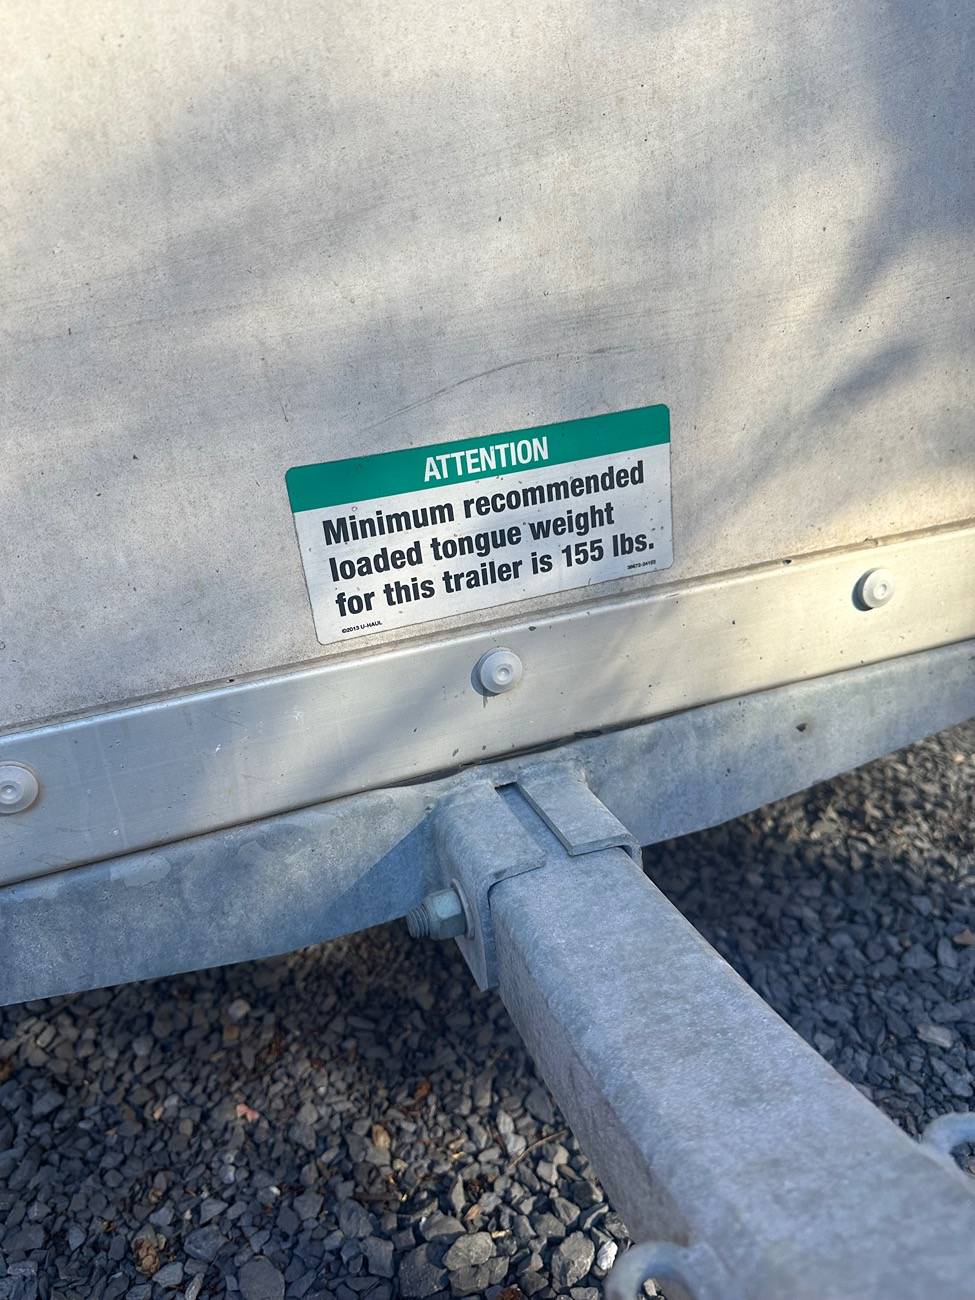 ATTENTION
Minimum recommended
loaded tongue weight
for this trailer is 155 lbs.
©2013 U-HAUL